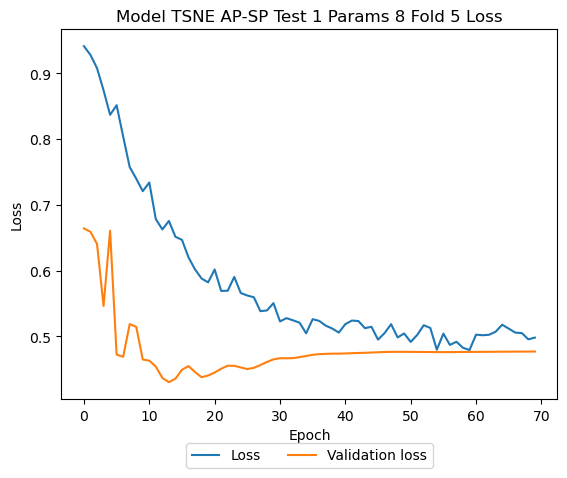 Model TSNE AP-SP Test 1 Params 8 Fold 5 Loss
Loss
0.9
0.8
0.7
0.6
0.5
0 10 20 30 40 50 60 70
Epoch
Loss Validation loss